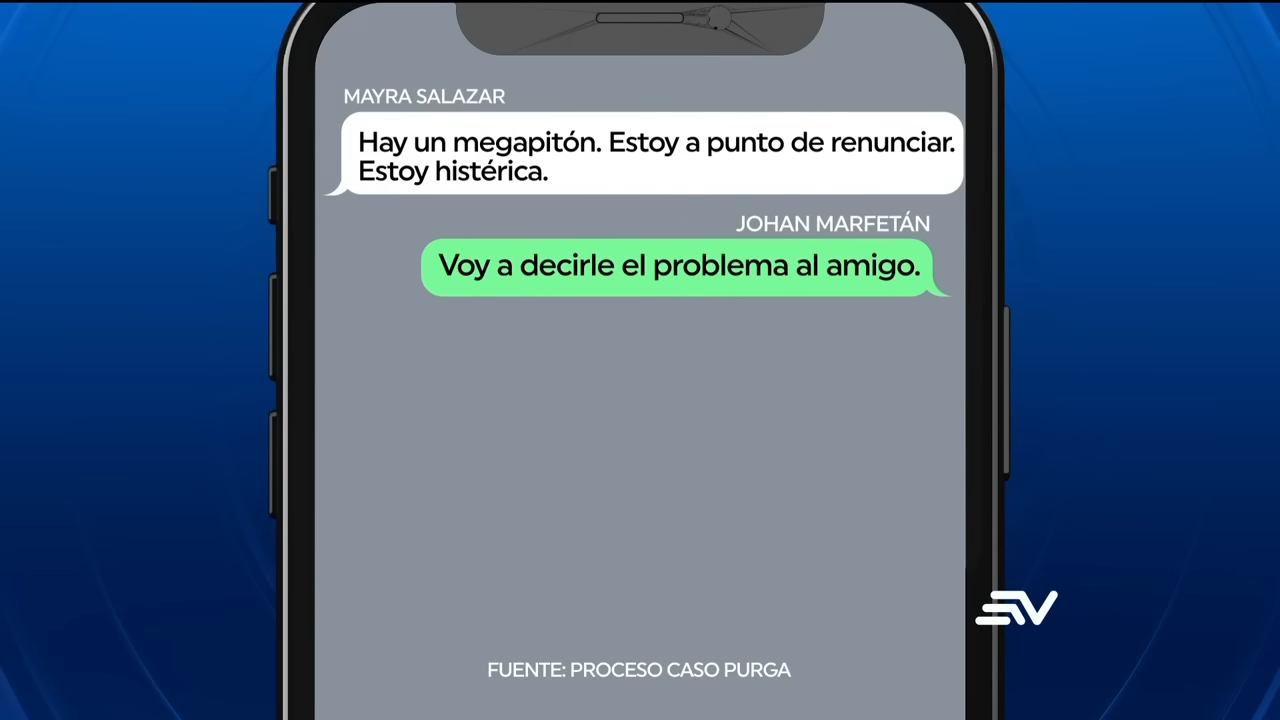 MAYRA SALAZAR
Hay un megapitón. Estoy a punto de renunciar.
Estoy histérica.
JOHAN MARFETÁN
Voy a decirle el problema al amigo.
FUENTE: PROCESO CASO PURGA